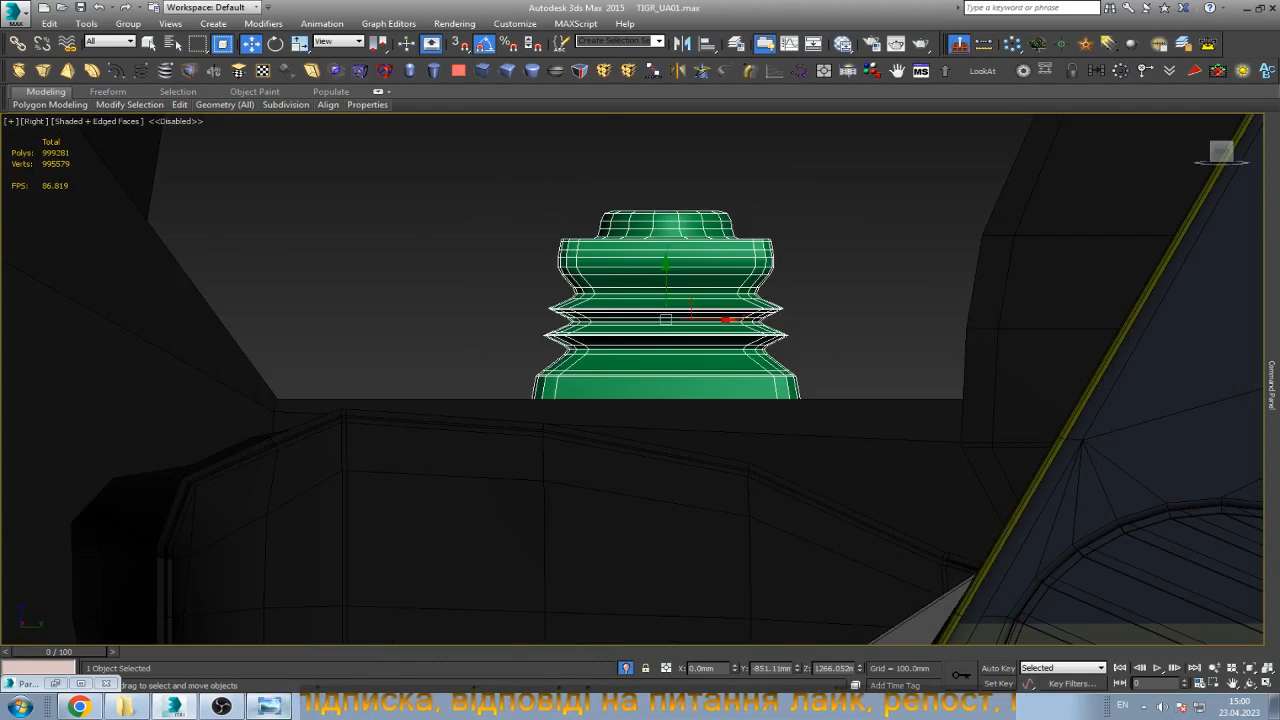 Workspace: Default
Autodesk 3ds Max 2015 TIGR_UA01.max
Type a keyword or phrase
MAX
Edit Tools Group Views Create Modifiers Animation Graph Editors Rendering Customize MAXScript Help
All View 3 Create Selection Se
MS LookAt
Modeling Freeform Selection Object Paint Populate
Polygon Modeling Modify Selection Edit Geometry (All) Subdivision Align Properties
[+][Right][Shaded + Edged Faces] <<Disabled>>
Total
Polys: 999281
Verts: 995579
FPS: 86.819
Command Panel
0 / 100
1 Object Selected X: 0.0mm Y: -851.11mm Z: 1266.052m Grid = 100.0mm Auto Key Selected
Par... drag to select and move objects Add Time Tag Set Key Key Filters... 0
підписка, відповіді на питання лайк, репост,
EN 15:00
23.04.2023